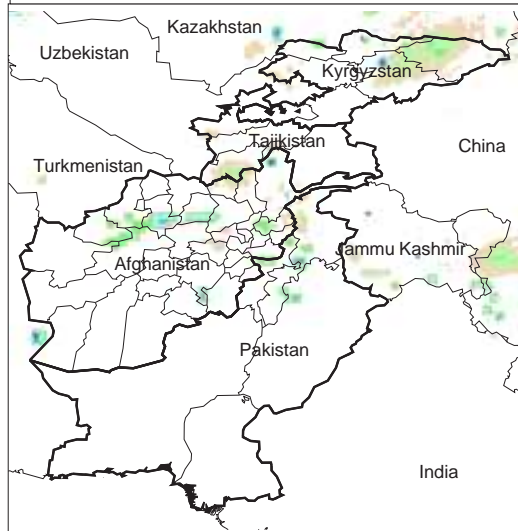 Kazakhstan
Uzbekistan
Kyrgyzstan
Tajikistan
China
Turkmenistan
Jammu Kashmir
Afghanistan
Pakistan
India